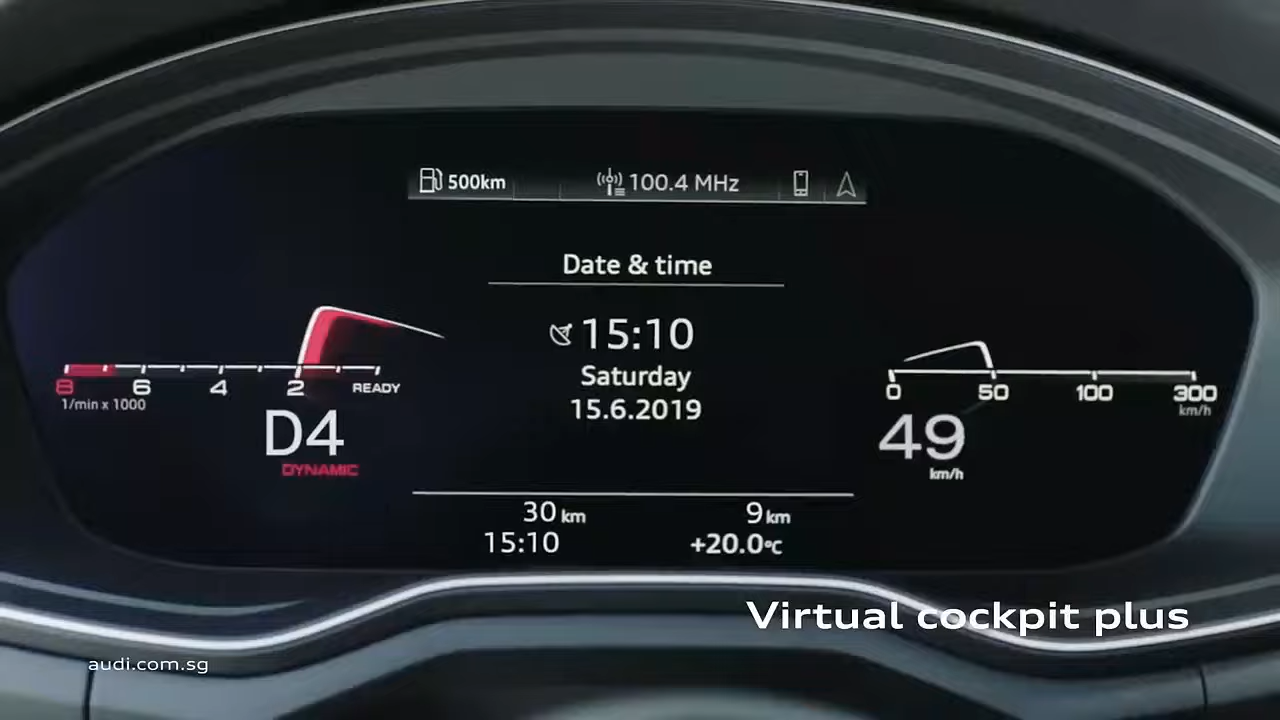 500km 100.4 MHz
Date & time
15:10
Saturday
15.6.2019
8 6 4 2 READY
1/min x 1000
D4
DYNAMIC
0 50 100 300
km/h
49
km/h
30 km 9 km
15:10 +20.0°C
Virtual cockpit plus
audi.com.sg